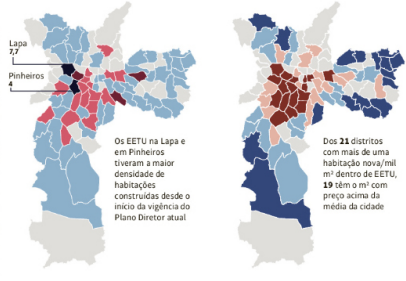 Lapa
7,7
Pinheiros
4
Os EETU na Lapa e
em Pinheiros
tiveram a maior
densidade de
habitações
construídas desde o
início da vigência do
Plano Diretor atual
Dos 21 distritos
com mais de uma
habitação nova/mil
m² dentro de EETU,
19 têm o m² com
preço acima da
média da cidade